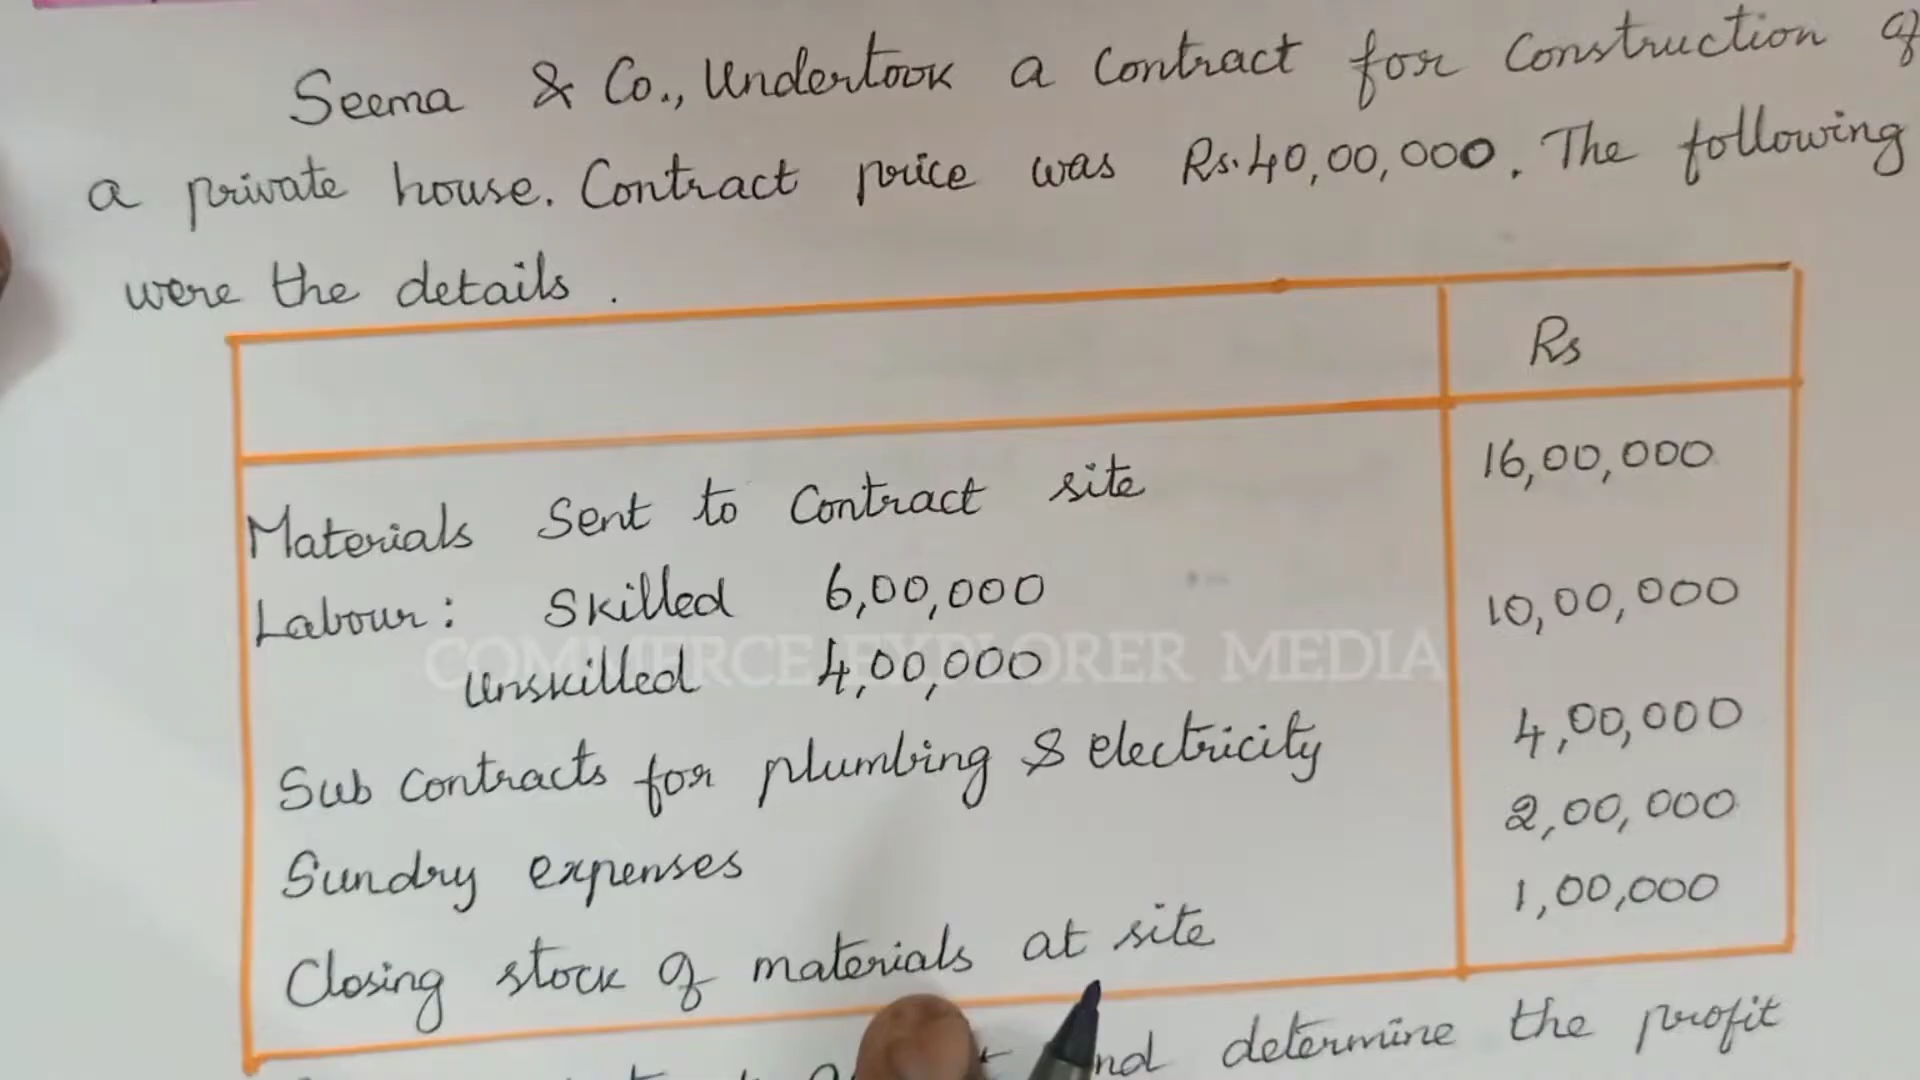 Seema & Co., Undertook a Contract for Construction of
a private house. Contract price was Rs.40,00,000. The following
were the details.
Rs
Materials Sent to Contract site 16,00,000
Labour: Skilled 6,00,000 10,00,000
Unskilled 4,00,000
COMMERCE EXPLORER MEDIA
Sub Contracts for plumbing & electricity 4,00,000
Sundry expenses 2,00,000
Closing stock of materials at site 1,00,000
determine the profit